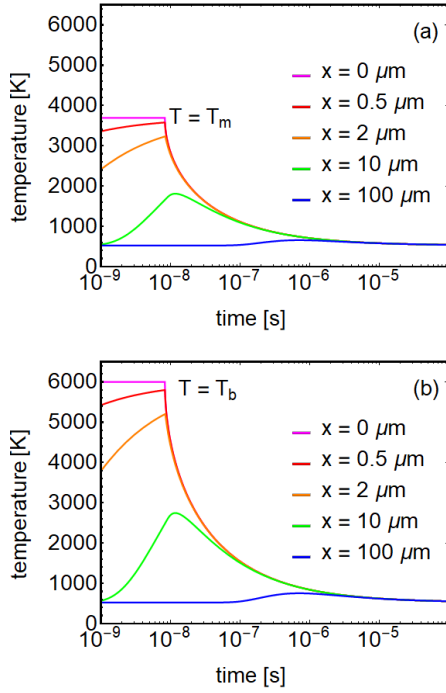 (a)
6000
5000
4000
3000
2000
1000
0
temperature [K]
T = T_m
x = 0 µm
x = 0.5 µm
x = 2 µm
x = 10 µm
x = 100 µm
10^-9 10^-8 10^-7 10^-6 10^-5
time [s]
(b)
6000
5000
4000
3000
2000
1000
0
temperature [K]
T = T_b
x = 0 µm
x = 0.5 µm
x = 2 µm
x = 10 µm
x = 100 µm
10^-9 10^-8 10^-7 10^-6 10^-5
time [s]